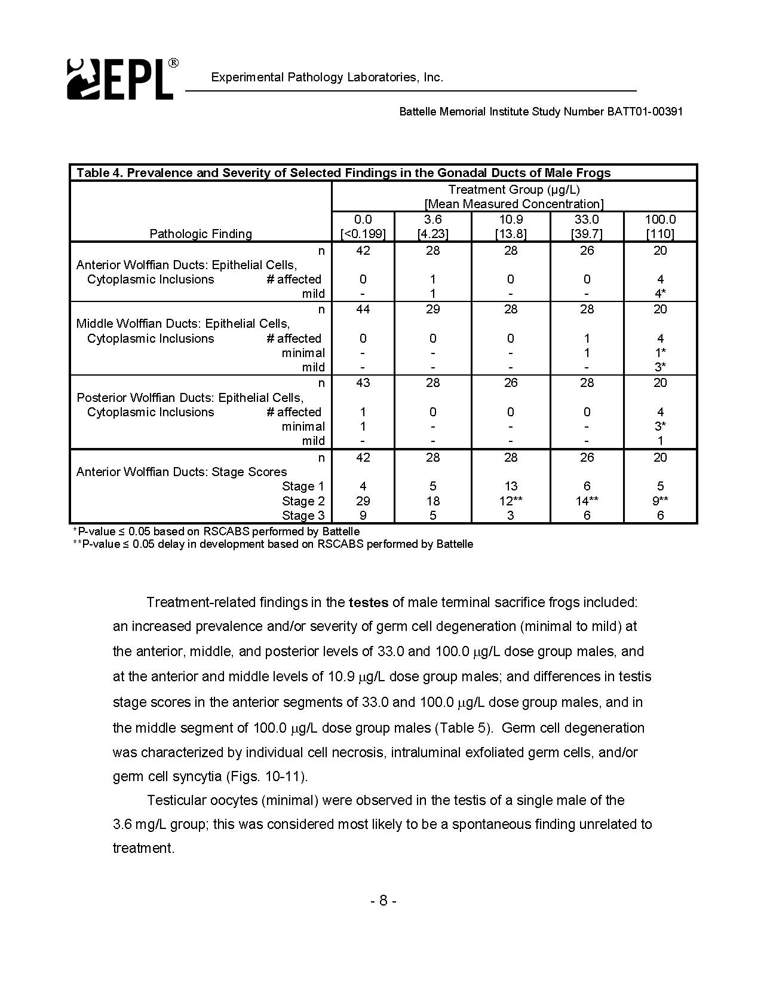 EPL®
Experimental Pathology Laboratories, Inc.
Battelle Memorial Institute Study Number BATT01-00391
Table 4. Prevalence and Severity of Selected Findings in the Gonadal Ducts of Male Frogs
Treatment Group (µg/L)
[Mean Measured Concentration]
0.0 3.6 10.9 33.0 100.0
Pathologic Finding [<0.199] [4.23] [13.8] [39.7] [110]
n 42 28 28 26 20
Anterior Wolffian Ducts: Epithelial Cells,
Cytoplasmic Inclusions # affected 0 1 0 0 4
mild - 1 - - 4*
n 44 29 28 28 20
Middle Wolffian Ducts: Epithelial Cells,
Cytoplasmic Inclusions # affected 0 0 0 1 4
minimal - - - 1 1*
mild - - - - 3*
n 43 28 26 28 20
Posterior Wolffian Ducts: Epithelial Cells,
Cytoplasmic Inclusions # affected 1 0 0 0 4
minimal 1 - - - 3*
mild - - - - 1
n 42 28 28 26 20
Anterior Wolffian Ducts: Stage Scores
Stage 1 4 5 13 6 5
Stage 2 29 18 12** 14** 9**
Stage 3 9 5 3 6 6
*P-value ≤ 0.05 based on RSCABS performed by Battelle
**P-value ≤ 0.05 delay in development based on RSCABS performed by Battelle
Treatment-related findings in the testes of male terminal sacrifice frogs included:
an increased prevalence and/or severity of germ cell degeneration (minimal to mild) at
the anterior, middle, and posterior levels of 33.0 and 100.0 µg/L dose group males, and
at the anterior and middle levels of 10.9 µg/L dose group males; and differences in testis
stage scores in the anterior segments of 33.0 and 100.0 µg/L dose group males, and in
the middle segment of 100.0 µg/L dose group males (Table 5). Germ cell degeneration
was characterized by individual cell necrosis, intraluminal exfoliated germ cells, and/or
germ cell syncytia (Figs. 10-11).
Testicular oocytes (minimal) were observed in the testis of a single male of the
3.6 mg/L group; this was considered most likely to be a spontaneous finding unrelated to
treatment.
- 8 -